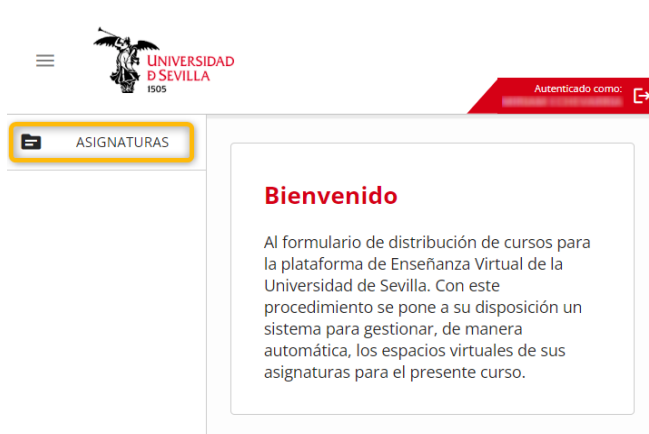 UNIVERSIDAD
Đ SEVILLA
1505
Autenticado como:
ASIGNATURAS
Bienvenido
Al formulario de distribución de cursos para
la plataforma de Enseñanza Virtual de la
Universidad de Sevilla. Con este
procedimiento se pone a su disposición un
sistema para gestionar, de manera
automática, los espacios virtuales de sus
asignaturas para el presente curso.